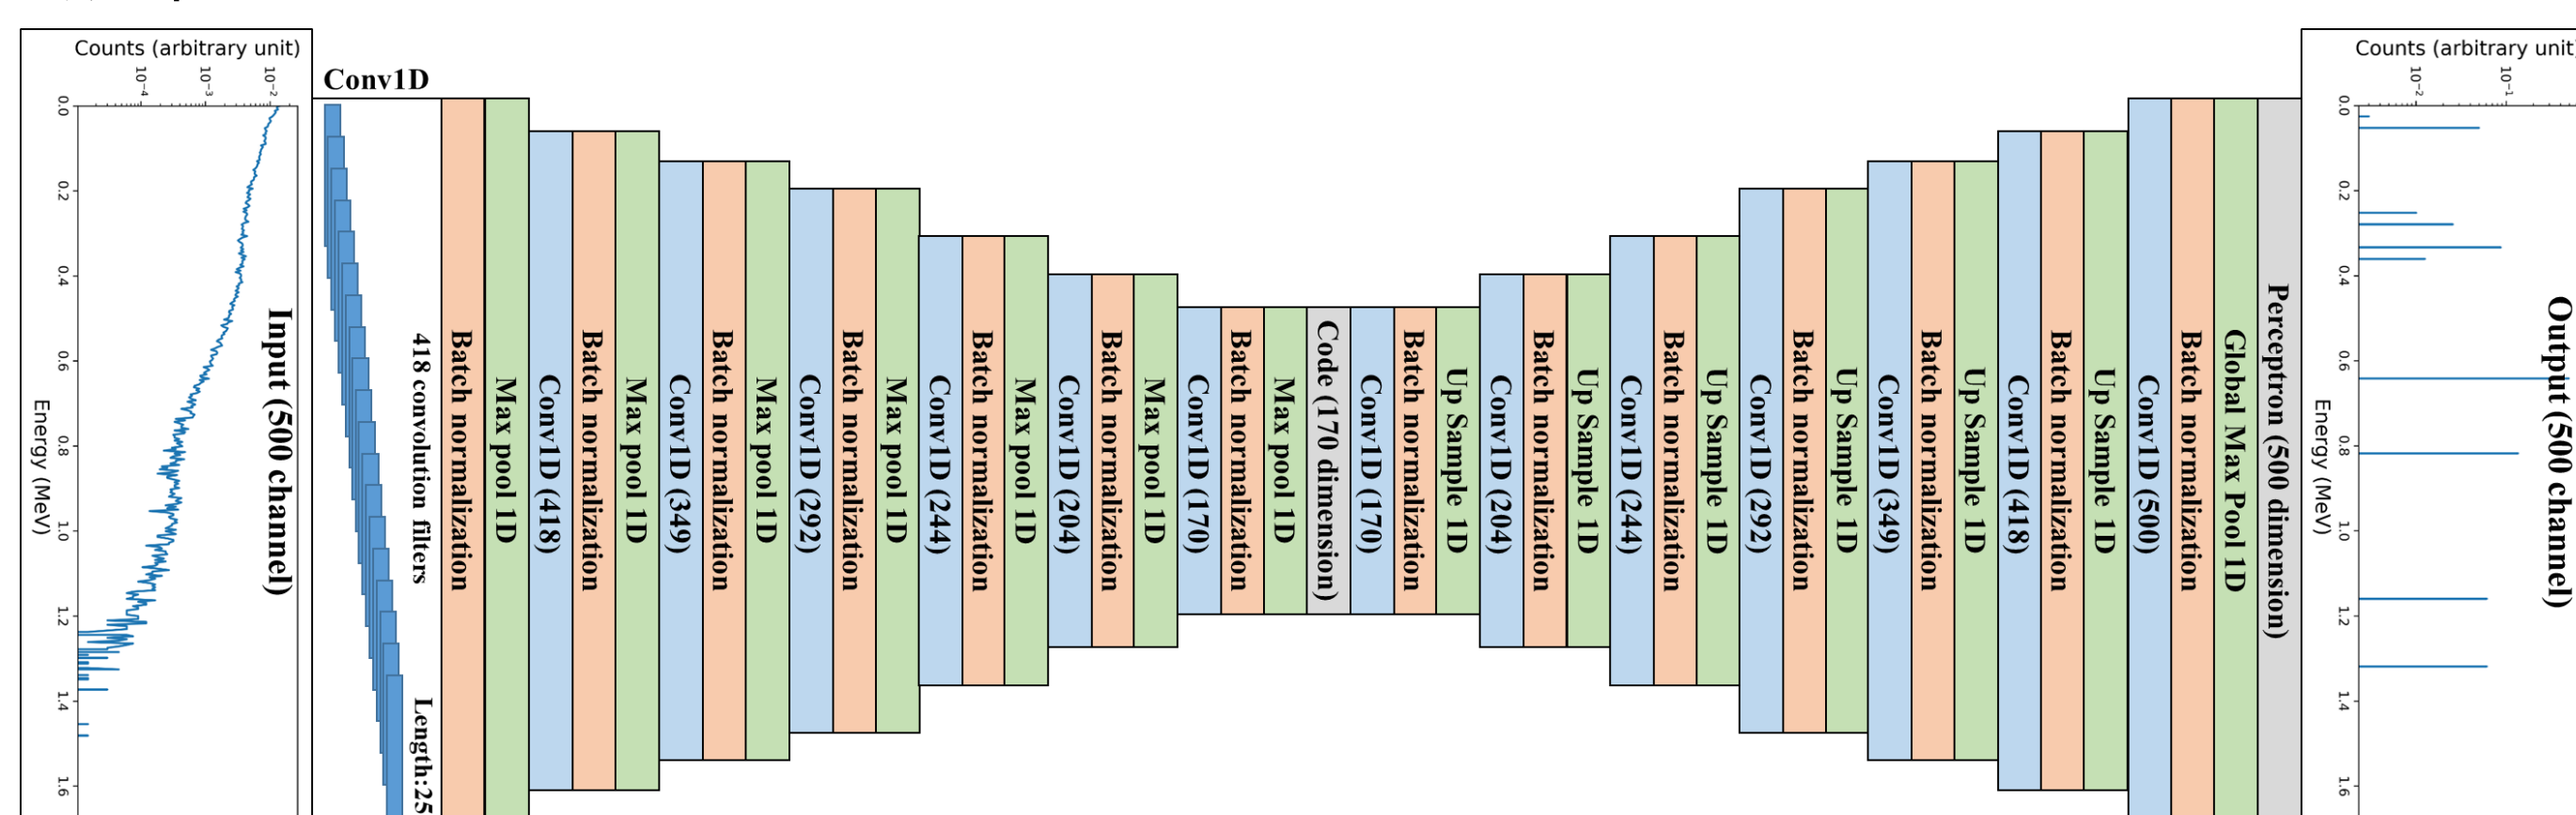 Counts (arbitrary unit)
10⁻⁴
10⁻³
10⁻²
0.0
0.2
0.4
0.6
0.8
1.0
1.2
1.4
1.6
Energy (MeV)
Input (500 channel)
Conv1D
418 convolution filters
Length:25
Batch normalization
Max pool 1D
Conv1D (418)
Batch normalization
Max pool 1D
Conv1D (349)
Batch normalization
Max pool 1D
Conv1D (292)
Batch normalization
Max pool 1D
Conv1D (244)
Batch normalization
Max pool 1D
Conv1D (204)
Batch normalization
Max pool 1D
Conv1D (170)
Batch normalization
Max pool 1D
Code (170 dimension)
Conv1D (170)
Batch normalization
Up Sample 1D
Conv1D (204)
Batch normalization
Up Sample 1D
Conv1D (244)
Batch normalization
Up Sample 1D
Conv1D (292)
Batch normalization
Up Sample 1D
Conv1D (349)
Batch normalization
Up Sample 1D
Conv1D (418)
Batch normalization
Up Sample 1D
Conv1D (500)
Batch normalization
Global Max Pool 1D
Perceptron (500 dimension)
Counts (arbitrary unit)
10⁻²
10⁻¹
0.0
0.2
0.4
0.6
0.8
1.0
1.2
1.4
1.6
Energy (MeV)
Output (500 channel)